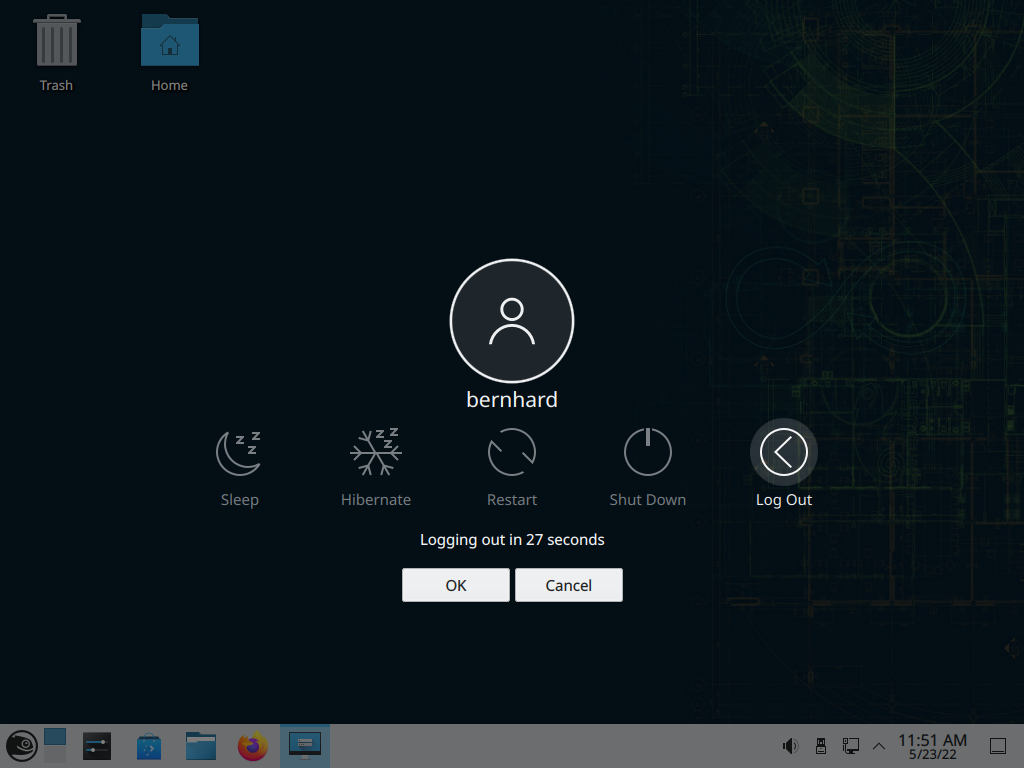 Trash
Home
bernhard
Sleep
Hibernate
Restart
Shut Down
Log Out
Logging out in 27 seconds
OK
Cancel
11:51 AM
5/23/22